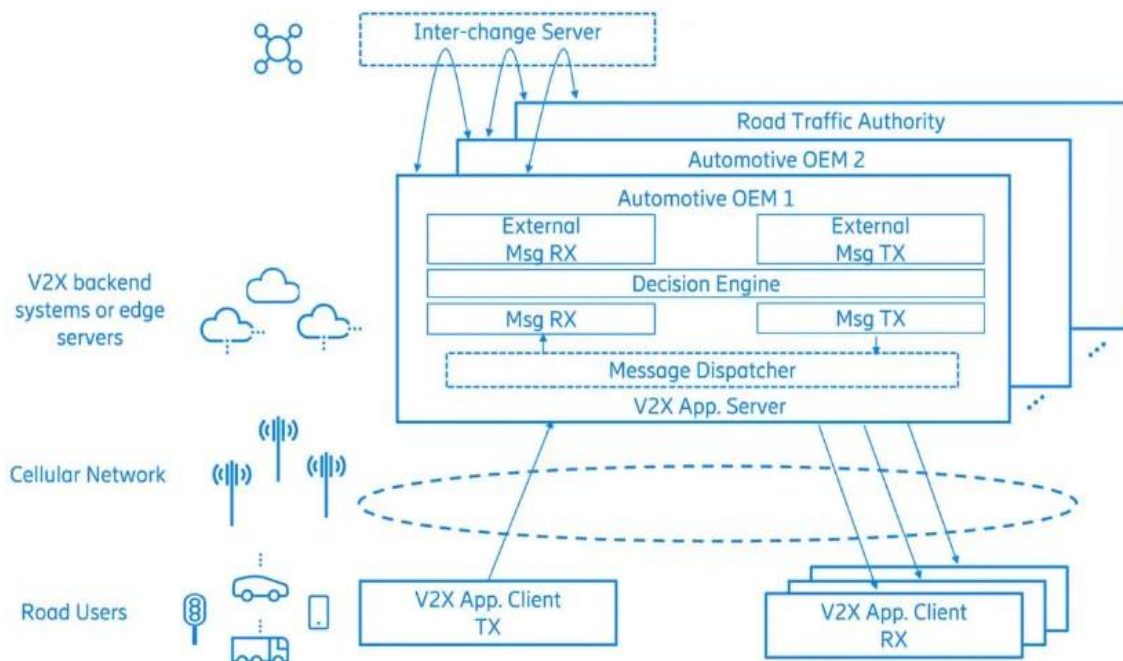 Inter-change Server
Road Traffic Authority
Automotive OEM 2
Automotive OEM 1
External
Msg RX
External
Msg TX
Decision Engine
Msg RX
Msg TX
Message Dispatcher
V2X App. Server
V2X backend
systems or edge
servers
Cellular Network
Road Users
V2X App. Client
TX
V2X App. Client
RX